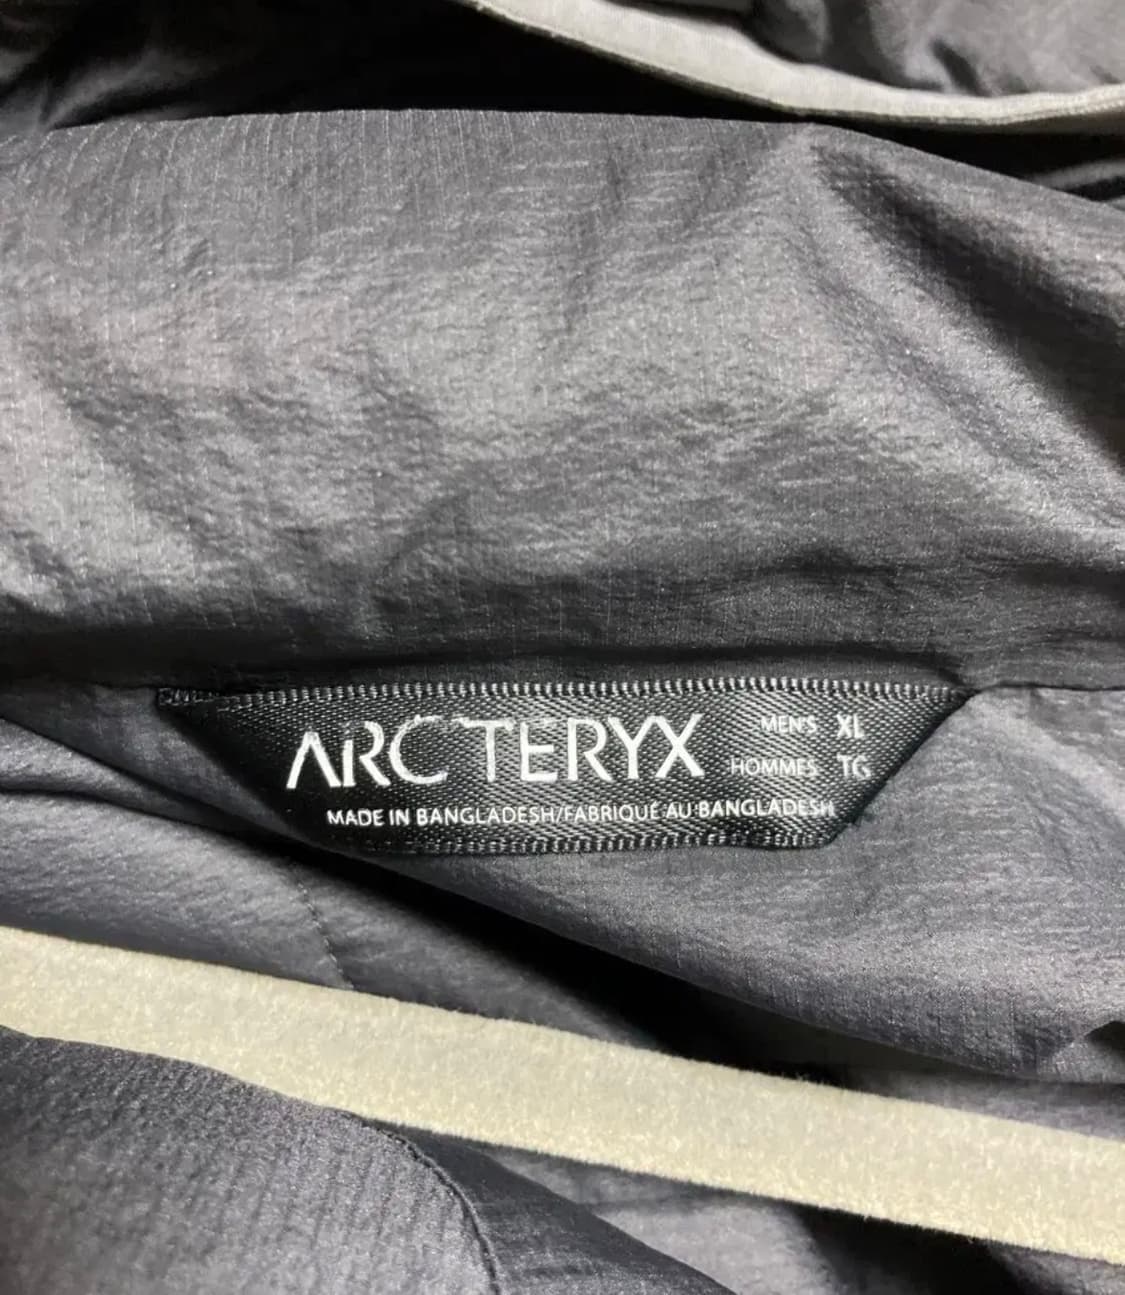 ARC'TERYX MEN'S XL
HOMMES TG
MADE IN BANGLADESH/FABRIQUÉ AU BANGLADESH